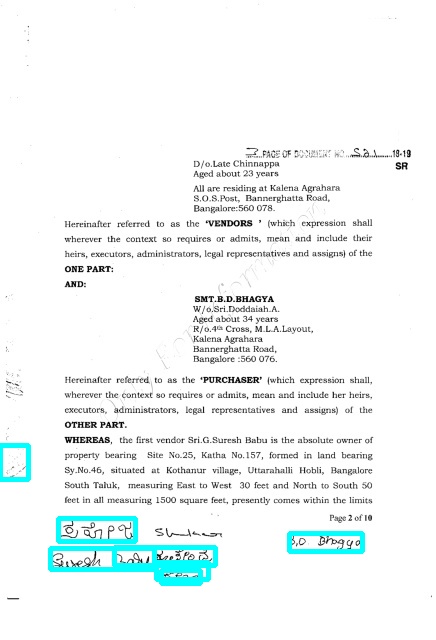 PAGE OF DOCUMENT NO. 521 18-19
SR
D/o.Late Chinnappa
Aged about 23 years
All are residing at Kalena Agrahara
S.O.S.Post, Bannerghatta Road,
Bangalore:560 078.
Hereinafter referred to as the 'VENDORS ' (which expression shall
wherever the context so requires or admits, mean and include their
heirs, executors, administrators, legal representatives and assigns) of the
ONE PART:
AND:
SMT.B.D.BHAGYA
W/o.Sri.Doddaiah.A.
Aged about 34 years
R/o.4th Cross, M.L.A.Layout,
Kalena Agrahara
Bannerghatta Road,
Bangalore :560 076.
Hereinafter referred to as the 'PURCHASER' (which expression shall,
wherever the context so requires or admits, mean and include her heirs,
executors, administrators, legal representatives and assigns) of the
OTHER PART.
WHEREAS, the first vendor Sri.G.Suresh Babu is the absolute owner of
property bearing Site No.25, Katha No.157, formed in land bearing
Sy.No.46, situated at Kothanur village, Uttarahalli Hobli, Bangalore
South Taluk, measuring East to West 30 feet and North to South 50
feet in all measuring 1500 square feet, presently comes within the limits
Page 2 of 10
B.D Bhagya
Suresh Babu